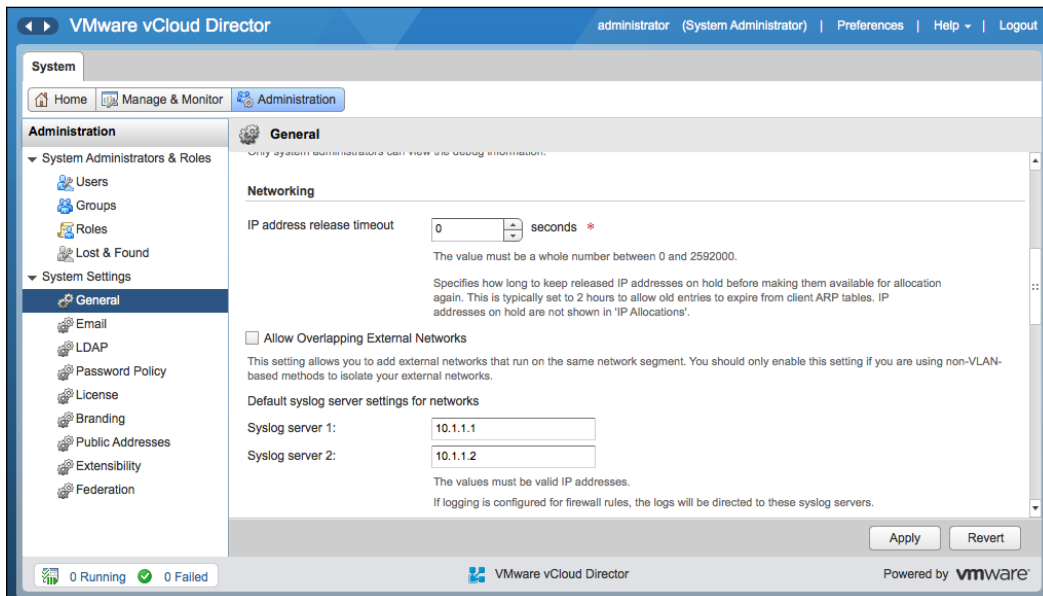 VMware vCloud Director
administrator (System Administrator) | Preferences | Help | Logout
System
Home
Manage & Monitor
Administration
Administration
General
System Administrators & Roles
Users
Groups
Roles
Lost & Found
System Settings
General
Email
LDAP
Password Policy
License
Branding
Public Addresses
Extensibility
Federation
Only system administrators can view the debug information.
Networking
IP address release timeout
0
seconds *
The value must be a whole number between 0 and 2592000.
Specifies how long to keep released IP addresses on hold before making them available for allocation
again. This is typically set to 2 hours to allow old entries to expire from client ARP tables. IP
addresses on hold are not shown in 'IP Allocations'.
Allow Overlapping External Networks
This setting allows you to add external networks that run on the same network segment. You should only enable this setting if you are using non-VLAN-
based methods to isolate your external networks.
Default syslog server settings for networks
Syslog server 1:
10.1.1.1
Syslog server 2:
10.1.1.2
The values must be valid IP addresses.
If logging is configured for firewall rules, the logs will be directed to these syslog servers.
Apply
Revert
0 Running
0 Failed
VMware vCloud Director
Powered by vmware